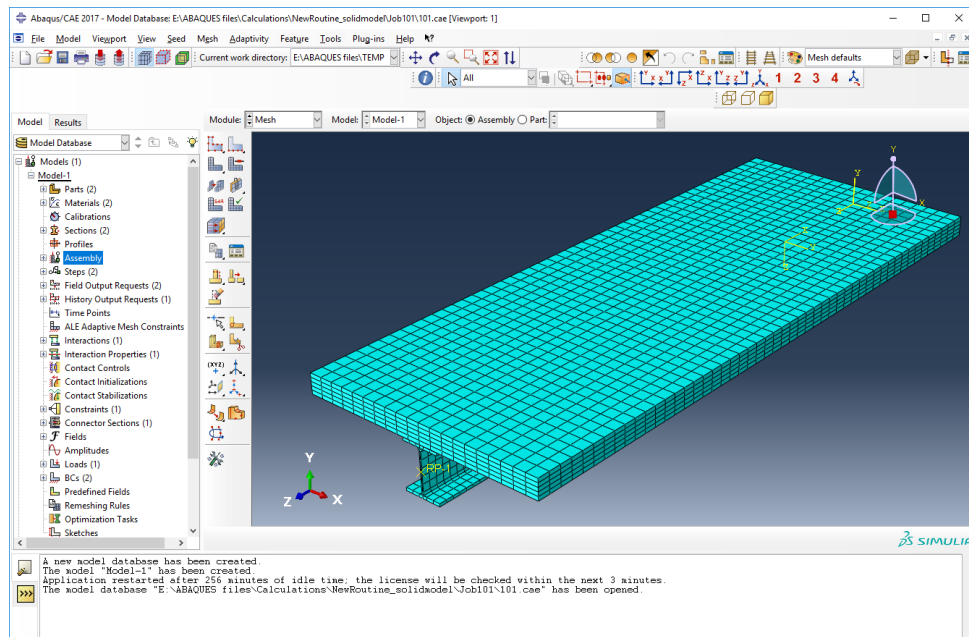 Abaqus/CAE 2017 - Model Database: E:\ABAQUES files\Calculations\NewRoutine_solidmodel\Job101\101.cae [Viewport: 1]
File Model Viewport View Seed Mesh Adaptivity Feature Tools Plug-ins Help
Current work directory: E:\ABAQUES files\TEMP
Mesh defaults
All
1 2 3 4
Model Results
Module: Mesh Model: Model-1 Object: Assembly Part:
Model Database
Models (1)
Model-1
Parts (2)
Materials (2)
Calibrations
Sections (2)
Profiles
Assembly
Steps (2)
Field Output Requests (2)
History Output Requests (1)
Time Points
ALE Adaptive Mesh Constraints
Interactions (1)
Interaction Properties (1)
Contact Controls
Contact Initializations
Contact Stabilizations
Constraints (1)
Connector Sections (1)
Fields
Amplitudes
Loads (1)
BCs (2)
Predefined Fields
Remeshing Rules
Optimization Tasks
Sketches
(XYZ)
Y
Y
X
RP-1
Y
Z X
SIMULIA
A new model database has been created.
The model "Model-1" has been created.
Application restarted after 256 minutes of idle time; the license will be checked within the next 3 minutes.
The model database "E:\ABAQUES files\Calculations\NewRoutine_solidmodel\Job101\101.cae" has been opened.